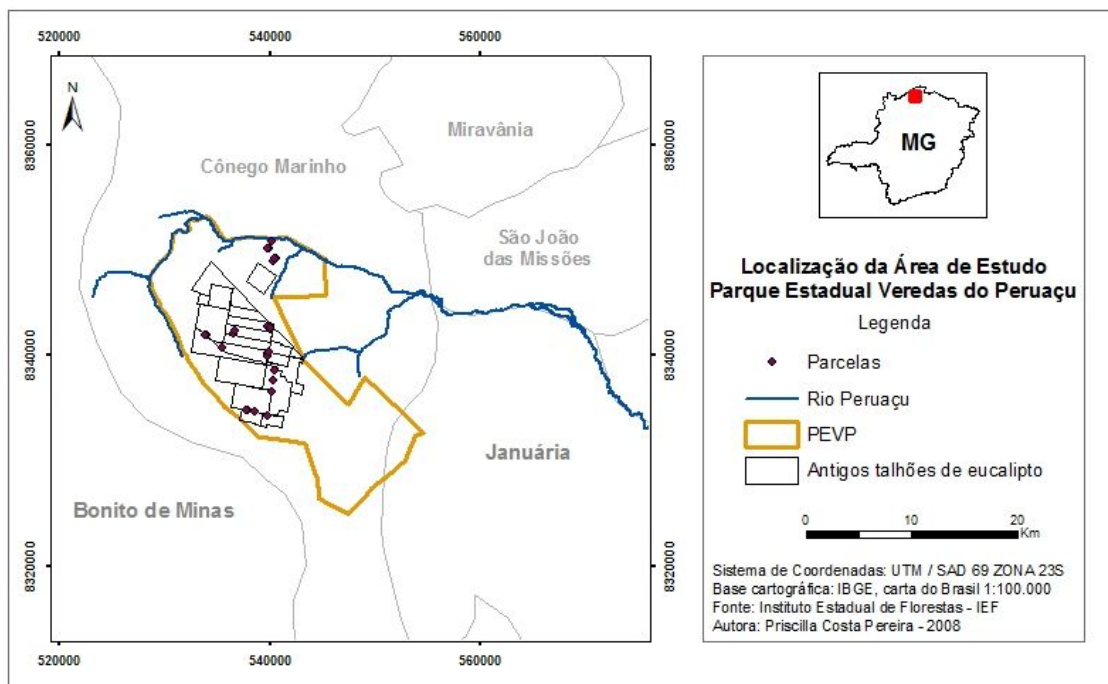 520000
540000
560000
N
8360000
8360000
Miravânia
Cônego Marinho
São João
das Missões
8340000
8340000
Januária
Bonito de Minas
8320000
8320000
520000
540000
560000
MG
Localização da Área de Estudo
Parque Estadual Veredas do Peruaçu
Legenda
Parcelas
Rio Peruaçu
PEVP
Antigos talhões de eucalipto
0 10 20
Km
Sistema de Coordenadas: UTM / SAD 69 ZONA 23S
Base cartográfica: IBGE, carta do Brasil 1:100.000
Fonte: Instituto Estadual de Florestas - IEF
Autora: Priscilla Costa Pereira - 2008